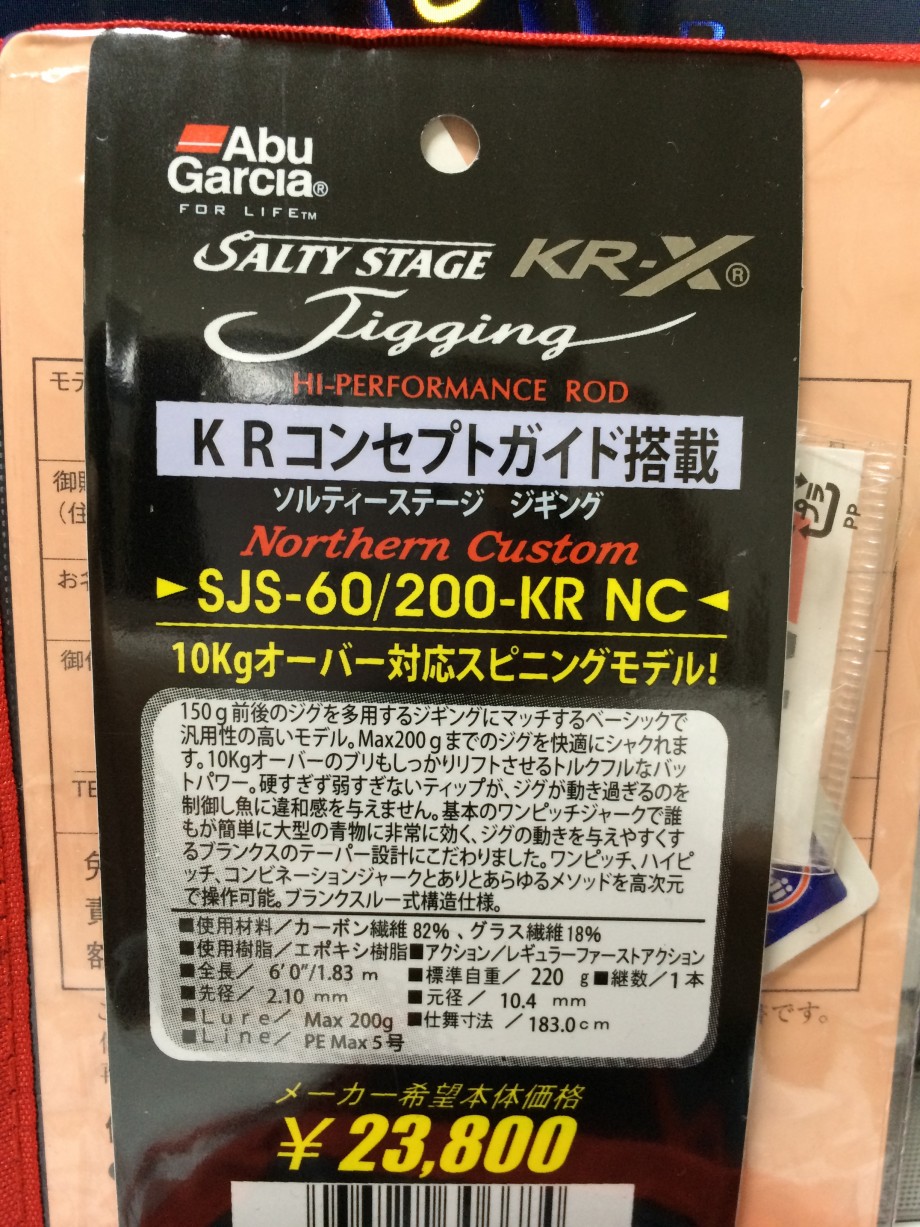 Abu
Garcia®
FOR LIFE™
SALTY STAGE KR-X®
Jigging
HI-PERFORMANCE ROD
KRコンセプトガイド搭載
ソルティーステージ ジギング
Northern Custom
►SJS-60/200-KR NC◄
10Kgオーバー対応スピニングモデル!
150g前後のジグを多用するジギングにマッチするベーシックで
汎用性の高いモデル。Max200gまでのジグを快適にシャクれま
す。10Kgオーバーのブリもしっかりリフトさせるトルクフルなバッ
トパワー。硬すぎず弱すぎないティップが、ジグが動き過ぎるのを
制御し魚に違和感を与えません。基本のワンピッチジャークで誰
もが簡単に大型の青物に非常に効く、ジグの動きを与えやすくす
るブランクスのテーパー設計にこだわりました。ワンピッチ、ハイピ
ッチ、コンビネーションジャークとありとあらゆるメソッドを高次元
で操作可能。ブランクスルー式構造仕様。
■使用材料／カーボン繊維82%、グラス繊維18%
■使用樹脂／エポキシ樹脂■アクション／レギュラーファーストアクション
■全長／ 6'0"/1.83 m ■標準自重／ 220 g■継数／1本
■先径／ 2.10 mm ■元径／ 10.4 mm
■Lure／ Max 200g ■仕舞寸法 ／183.0cm
■Line／ PE Max 5号
メーカー希望本体価格
￥23,800
モデ
御
(住
お
御
TE
免
責
客
プラ
PP
です。